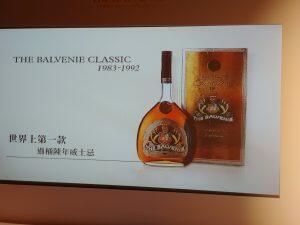 THE BALVENIE CLASSIC
1983-1992
世界上第一款
過桶陳年威士忌
THE BALVENIE